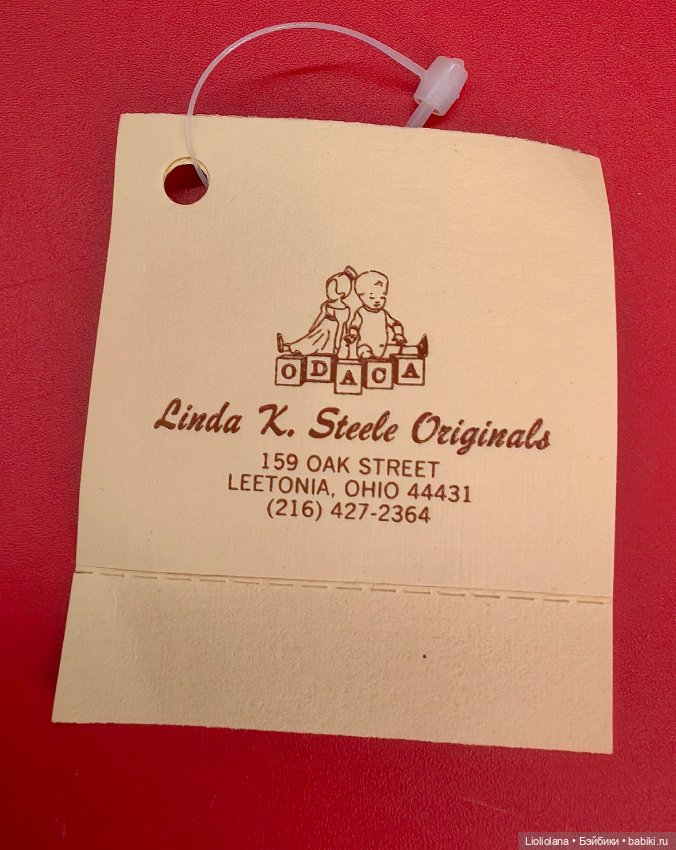 ODACA
Linda K. Steele Originals
159 OAK STREET
LEETONIA, OHIO 44431
(216) 427-2364
Liolidana • Бэйбики • babiki.ru